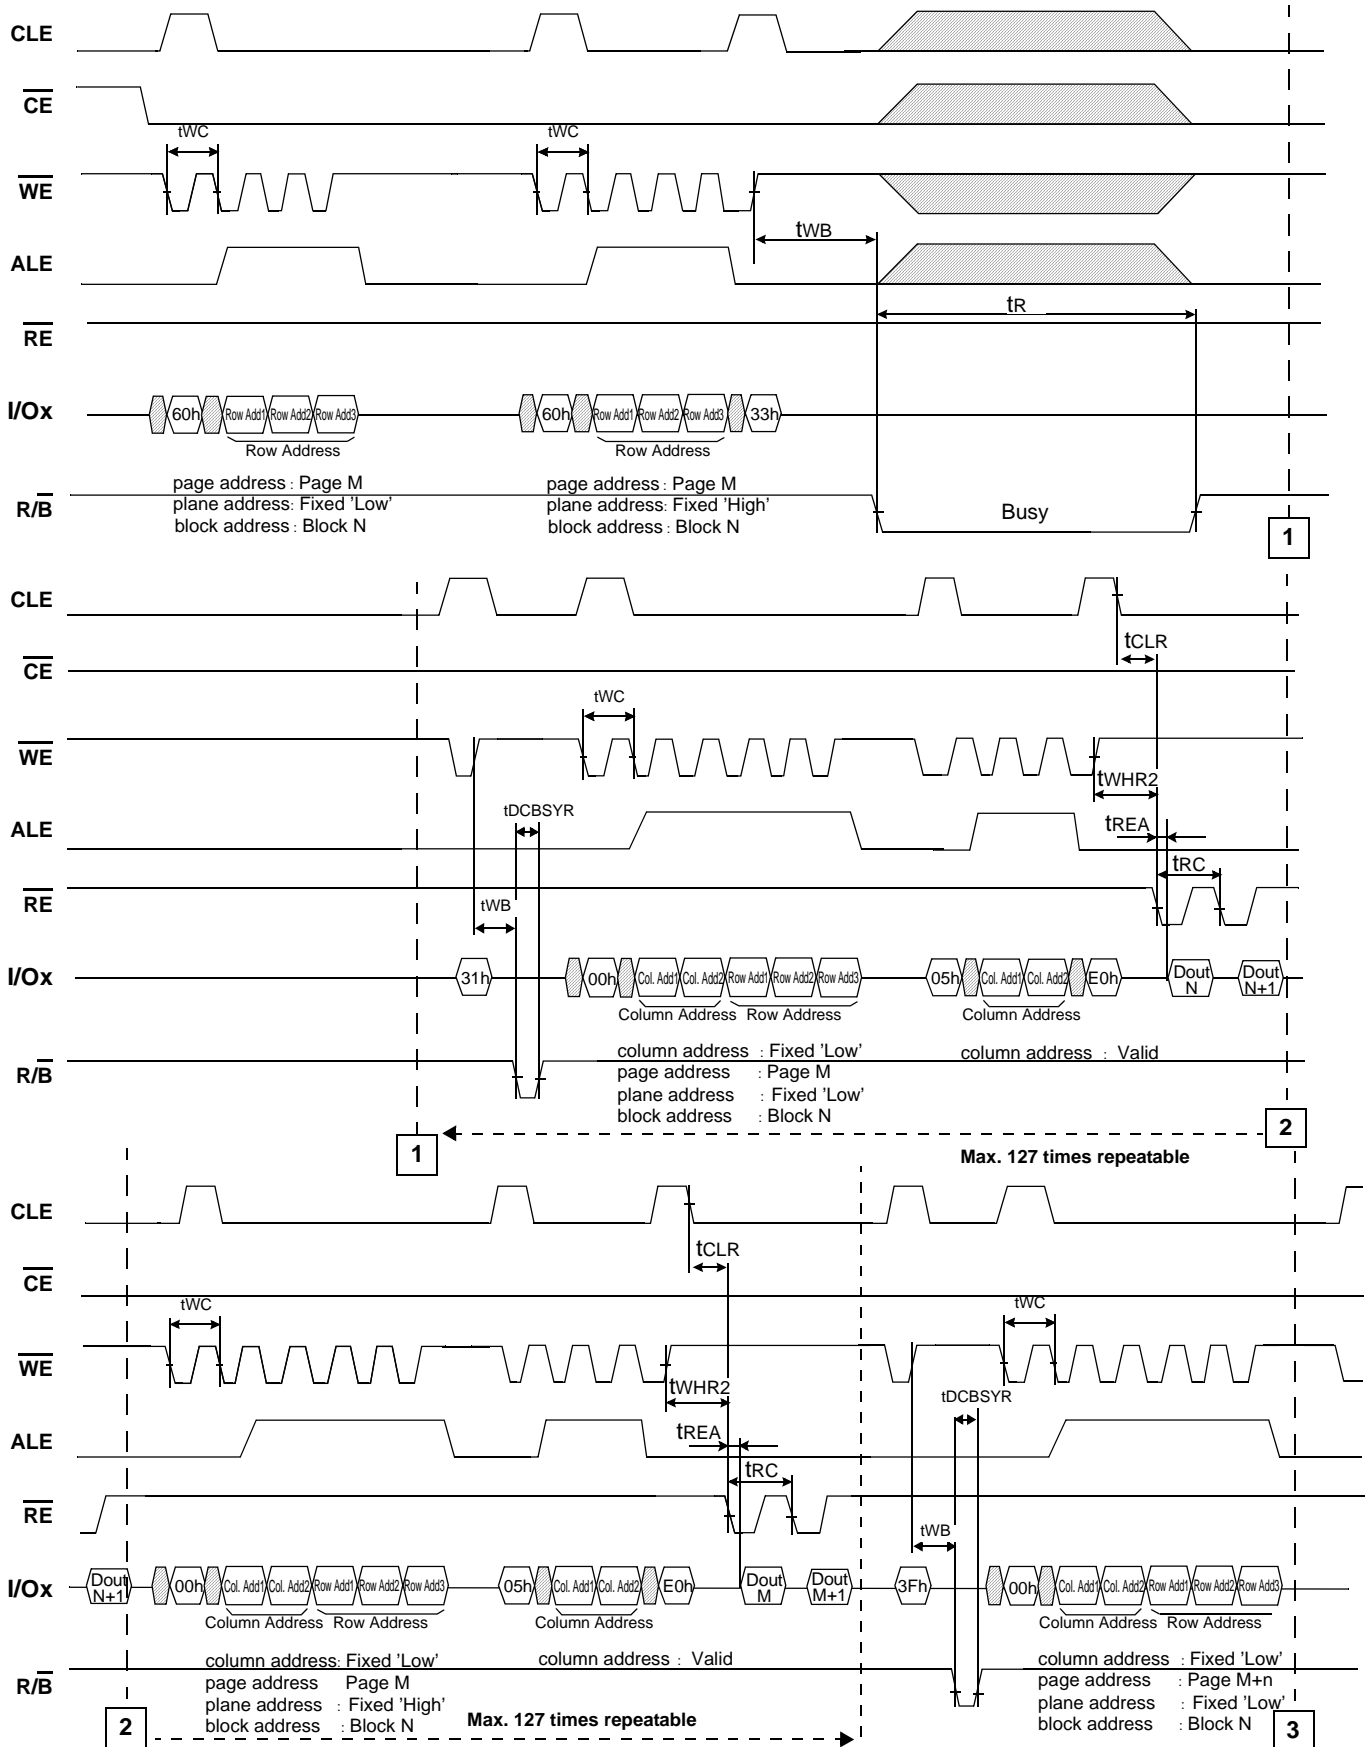 CLE
CE
tWC
tWC
WE
tWB
ALE
tR
RE
I/Ox
60h
Row Add1
Row Add2
Row Add3
60h
Row Add1
Row Add2
Row Add3
33h
Row Address
Row Address
page address : Page M
plane address: Fixed 'Low'
block address : Block N
page address : Page M
plane address: Fixed 'High'
block address : Block N
R/B
Busy
1
CLE
tCLR
CE
tWC
WE
tWHR2
tDCBSYR
ALE
tREA
tRC
RE
tWB
I/Ox
31h
00h
Col. Add1
Col. Add2
Row Add1
Row Add2
Row Add3
05h
Col. Add1
Col. Add2
E0h
Dout
N
Dout
N+1
Column Address
Row Address
Column Address
column address : Fixed 'Low'
page address : Page M
plane address : Fixed 'Low'
block address : Block N
column address : Valid
R/B
1
2
Max. 127 times repeatable
CLE
tCLR
CE
tWC
tWC
WE
tWHR2
tDCBSYR
ALE
tREA
tRC
RE
tWB
I/Ox
Dout
N+1
00h
Col. Add1
Col. Add2
Row Add1
Row Add2
Row Add3
05h
Col. Add1
Col. Add2
E0h
Dout
M
Dout
M+1
3Fh
00h
Col. Add1
Col. Add2
Row Add1
Row Add2
Row Add3
Column Address
Row Address
Column Address
Column Address
Row Address
column address: Fixed 'Low'
page address Page M
plane address : Fixed 'High'
block address : Block N
column address : Valid
column address : Fixed 'Low'
page address : Page M+n
plane address : Fixed 'Low'
block address : Block N
R/B
2
Max. 127 times repeatable
3